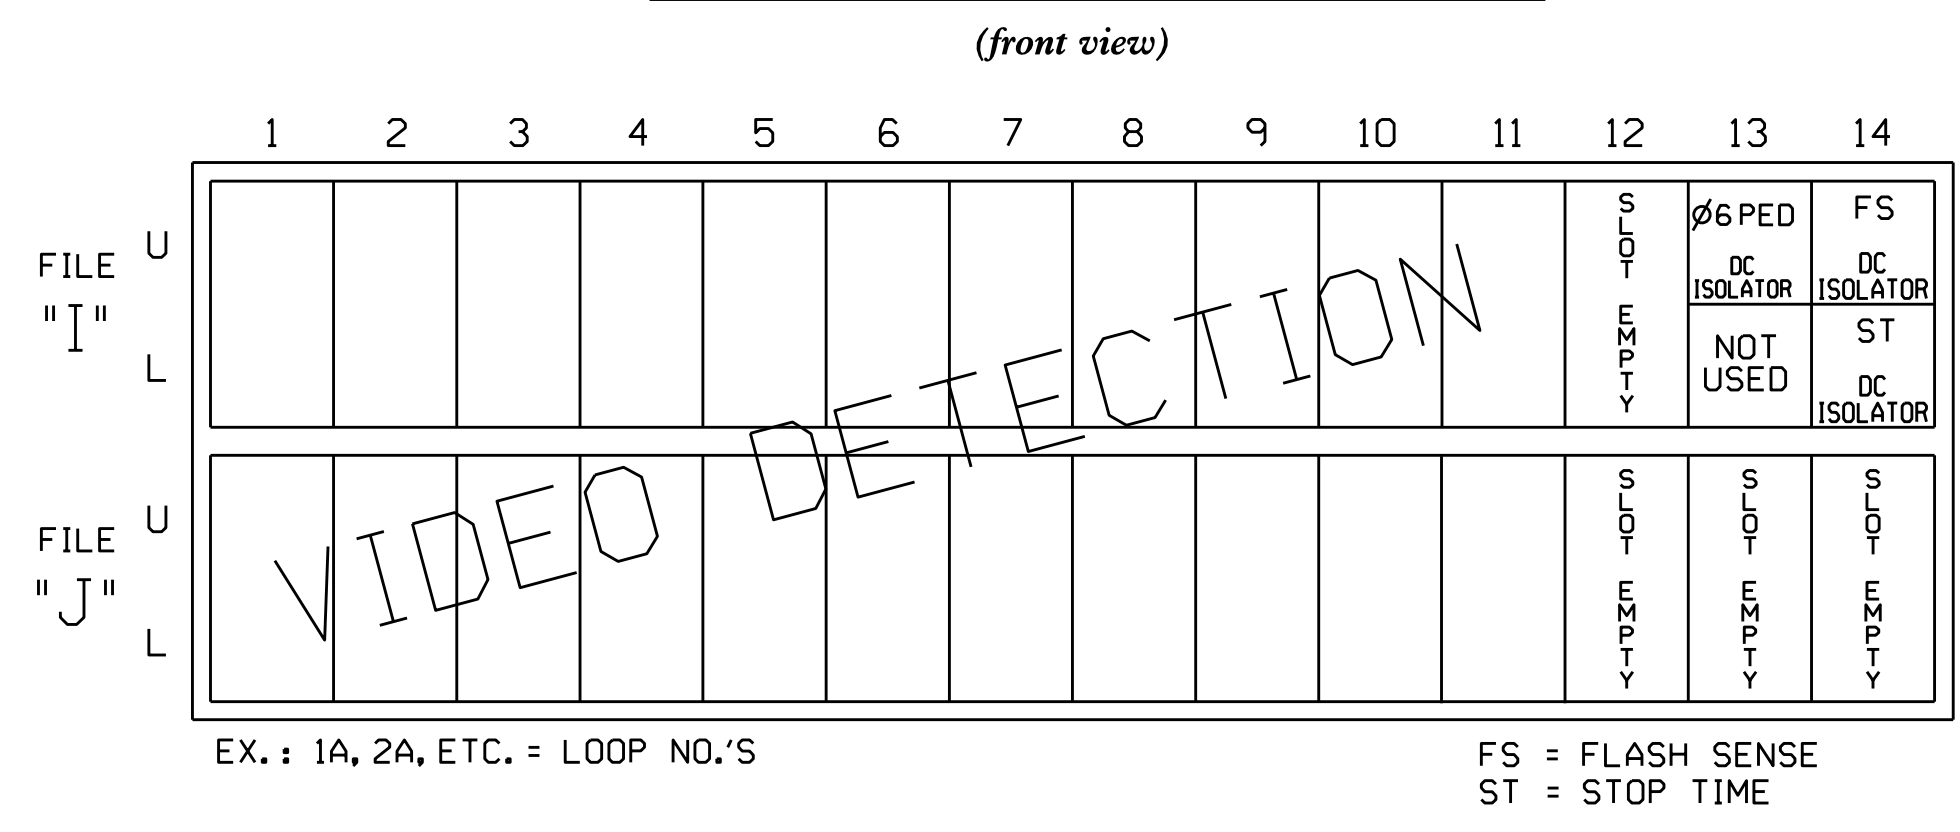 (front view)
1 2 3 4 5 6 7 8 9 10 11 12 13 14
FILE "I"
U
L
SLOT EMPTY
Ø6 PED
DC
ISOLATOR
NOT
USED
FS
DC
ISOLATOR
ST
DC
ISOLATOR
VIDEO DETECTION
FILE "J"
U
L
SLOT EMPTY
SLOT EMPTY
SLOT EMPTY
EX.: 1A, 2A, ETC. = LOOP NO.'S
FS = FLASH SENSE
ST = STOP TIME